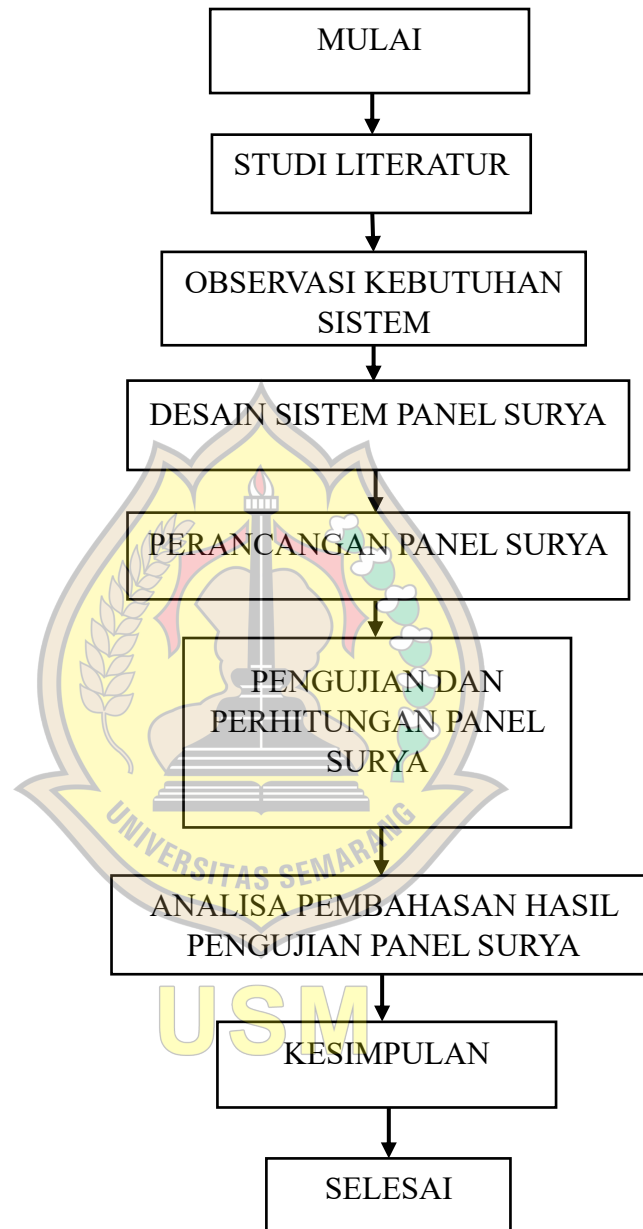 MULAI
STUDI LITERATUR
OBSERVASI KEBUTUHAN
SISTEM
DESAIN SISTEM PANEL SURYA
PERANCANGAN PANEL SURYA
PENGUJIAN DAN
PERHITUNGAN PANEL
SURYA
UNIVERSITAS SEMARANG
ANALISA PEMBAHASAN HASIL
PENGUJIAN PANEL SURYA
USM
KESIMPULAN
SELESAI